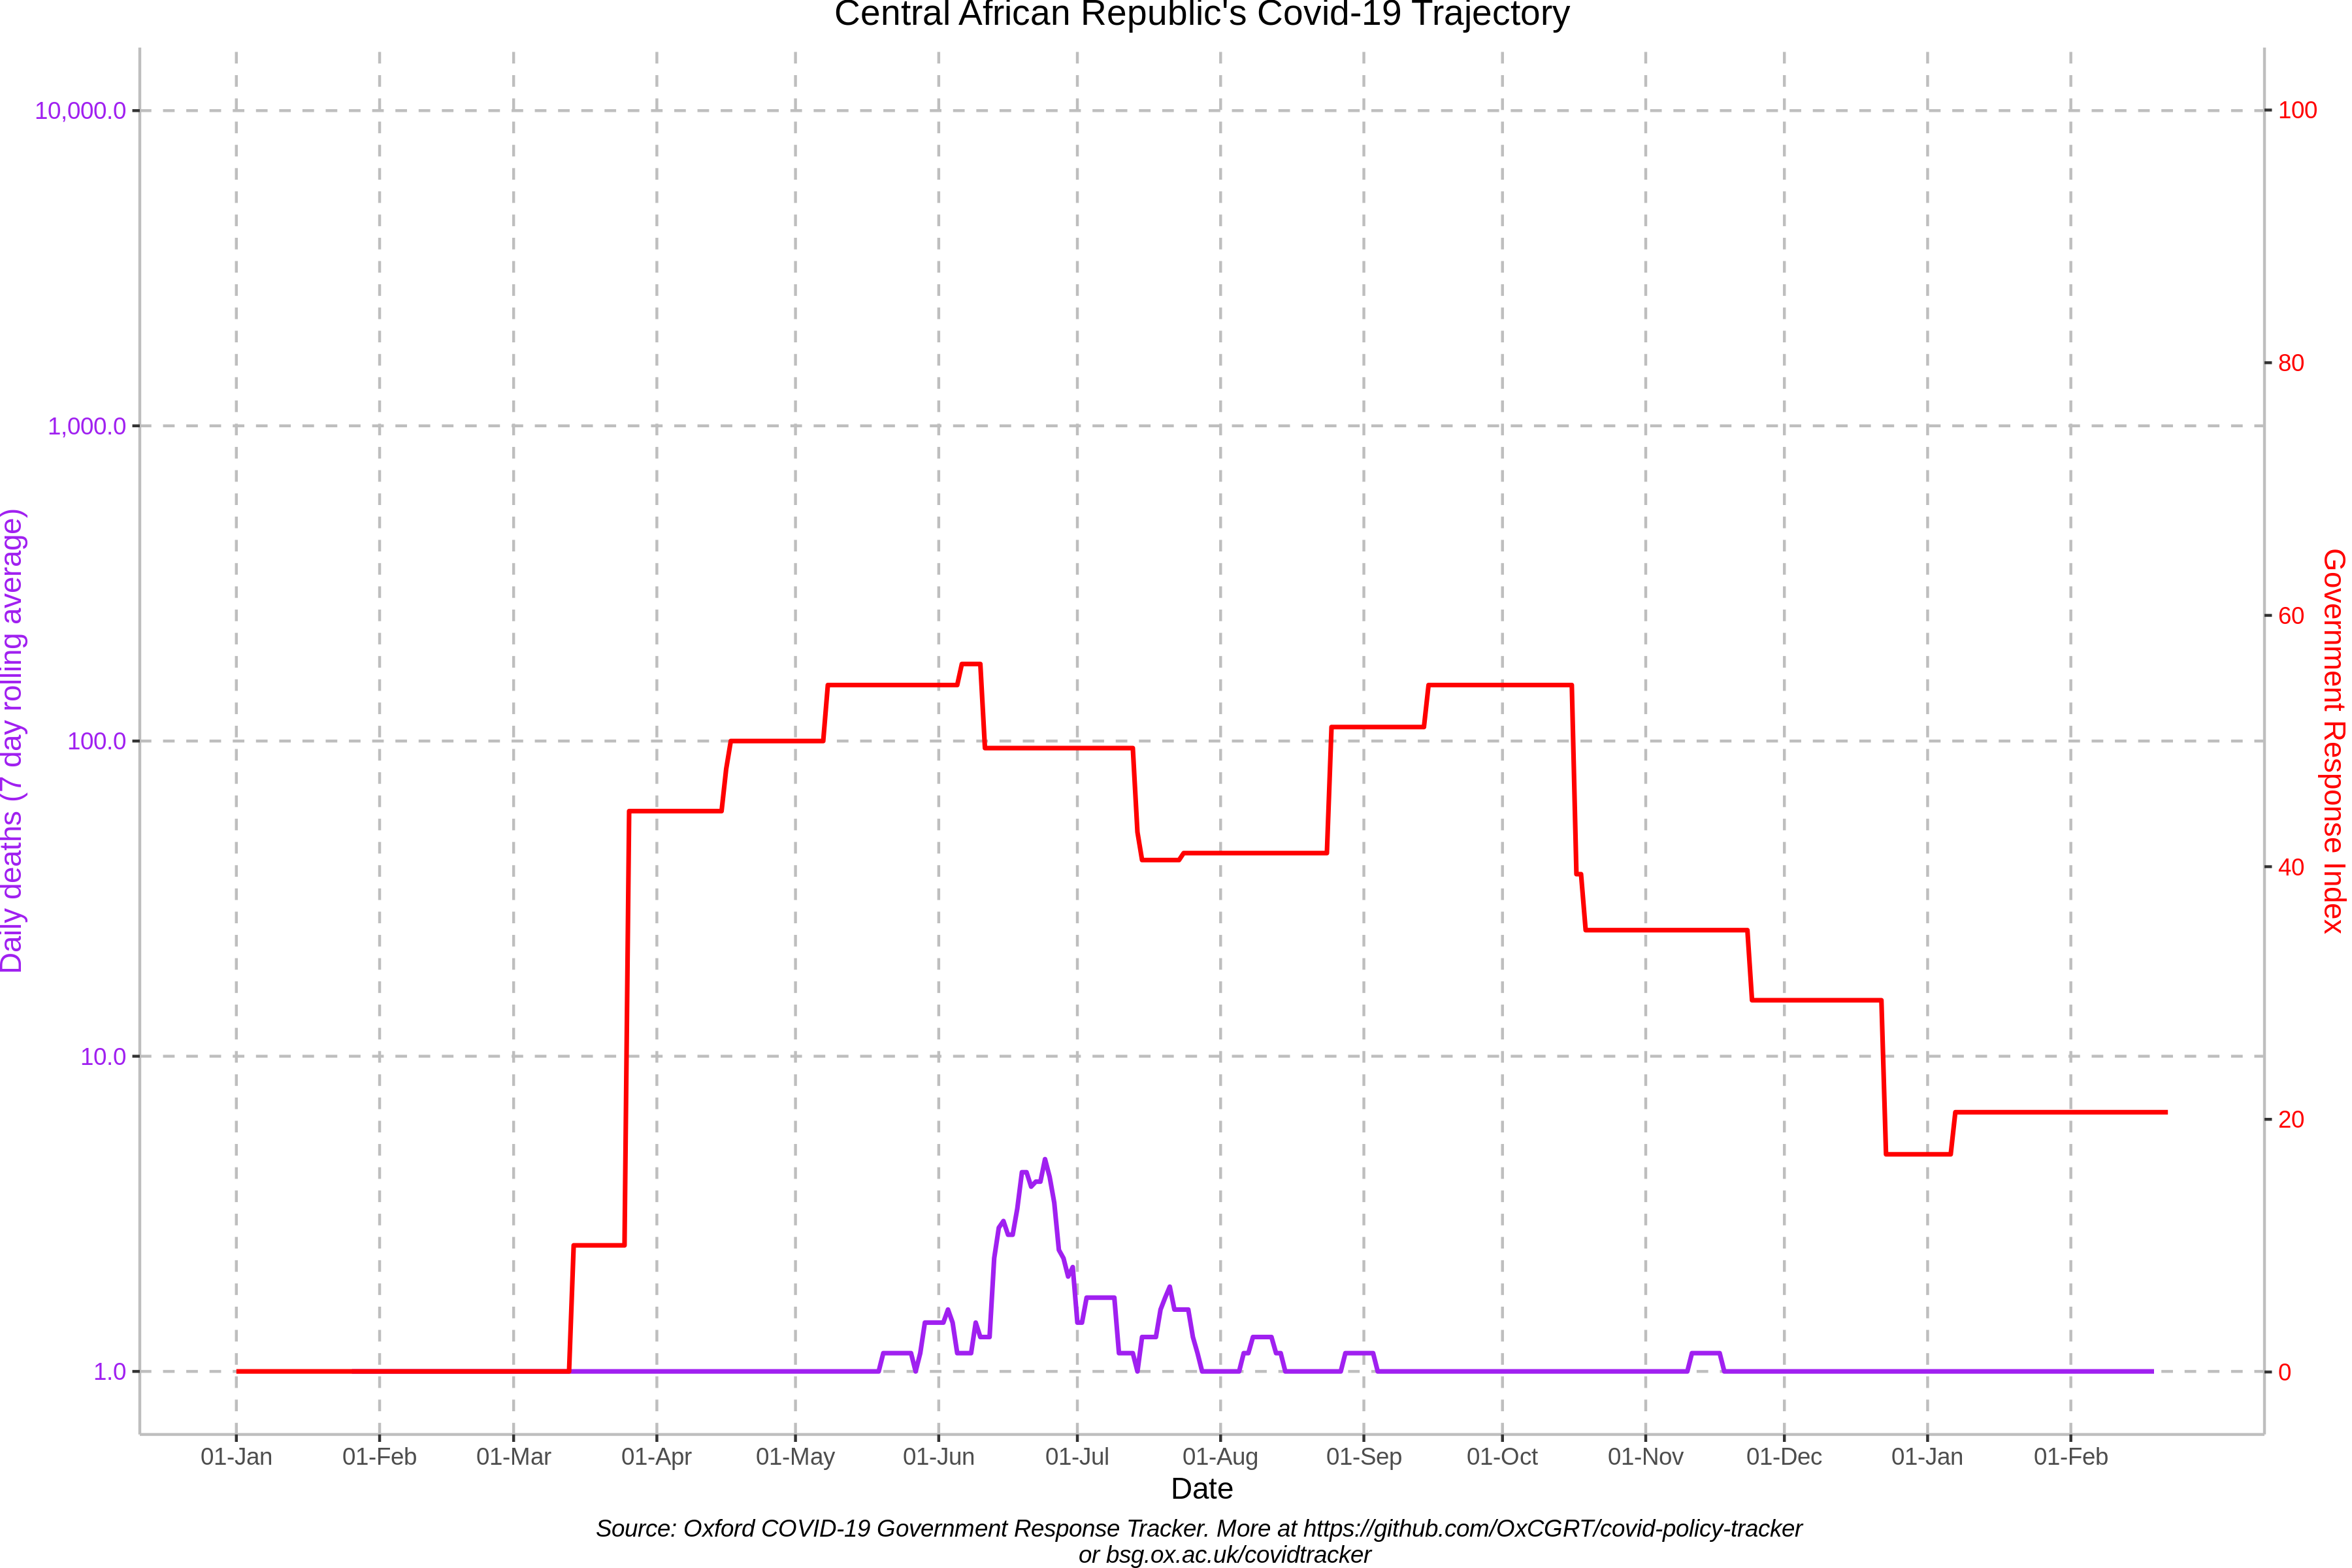 Central African Republic's Covid-19 Trajectory
10,000.0
1,000.0
100.0
10.0
1.0
Daily deaths (7 day rolling average)
100
80
60
40
20
0
Government Response Index
01-Jan 01-Feb 01-Mar 01-Apr 01-May 01-Jun 01-Jul 01-Aug 01-Sep 01-Oct 01-Nov 01-Dec 01-Jan 01-Feb
Date
Source: Oxford COVID-19 Government Response Tracker. More at https://github.com/OxCGRT/covid-policy-tracker
or bsg.ox.ac.uk/covidtracker